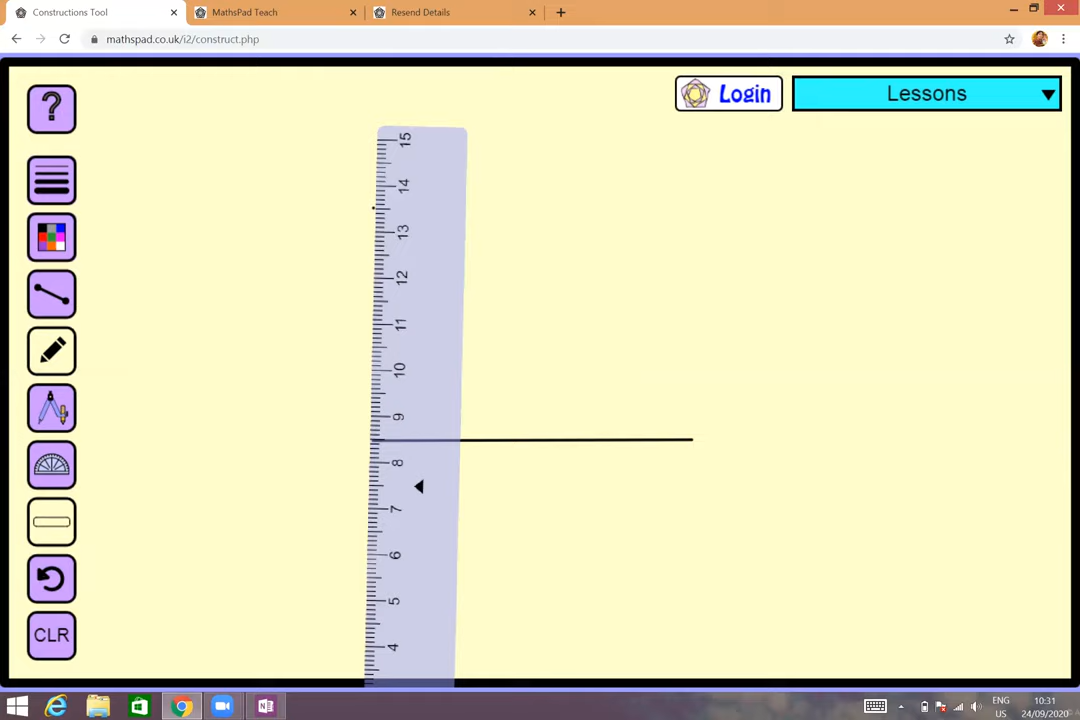 Constructions Tool
MathsPad Teach
Resend Details
mathspad.co.uk/i2/construct.php
?
Login
Lessons
15
14
13
12
11
10
9
8
7
6
5
4
CLR
ENG
US
10:31
24/09/2020